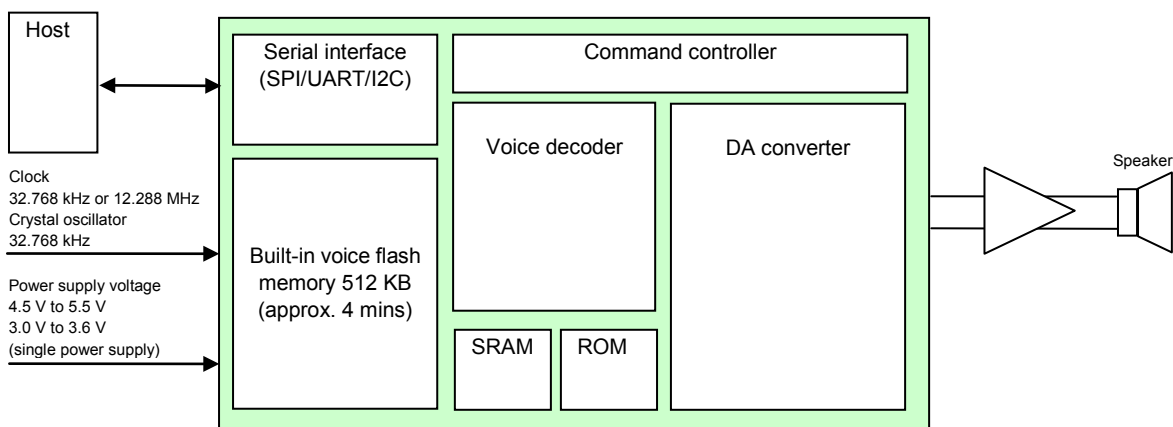 Host
Serial interface
(SPI/UART/I2C)
Command controller
Voice decoder
DA converter
Speaker
Clock
32.768 kHz or 12.288 MHz
Crystal oscillator
32.768 kHz
Built-in voice flash
memory 512 KB
(approx. 4 mins)
Power supply voltage
4.5 V to 5.5 V
3.0 V to 3.6 V
(single power supply)
SRAM
ROM